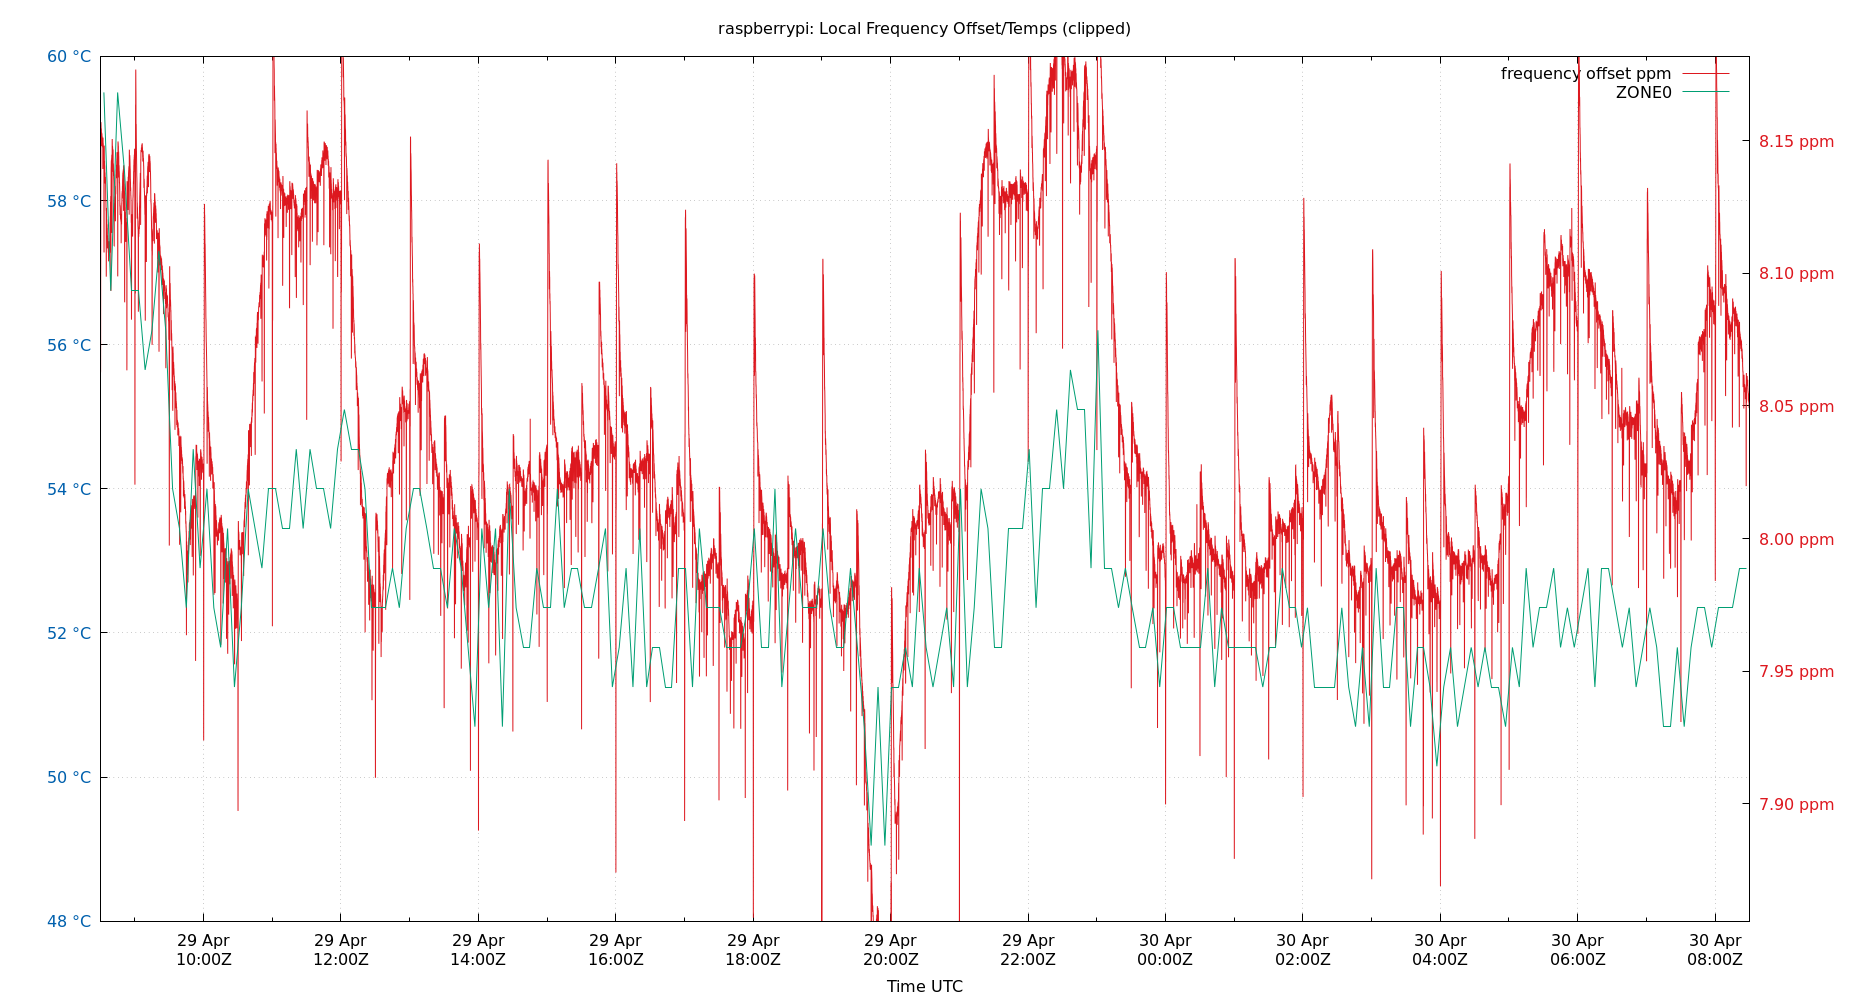 raspberrypi: Local Frequency Offset/Temps (clipped)
60 °C
58 °C
56 °C
54 °C
52 °C
50 °C
48 °C
frequency offset ppm
ZONE0
8.15 ppm
8.10 ppm
8.05 ppm
8.00 ppm
7.95 ppm
7.90 ppm
29 Apr 29 Apr 29 Apr 29 Apr 29 Apr 29 Apr 29 Apr 30 Apr 30 Apr 30 Apr 30 Apr 30 Apr
10:00Z 12:00Z 14:00Z 16:00Z 18:00Z 20:00Z 22:00Z 00:00Z 02:00Z 04:00Z 06:00Z 08:00Z
Time UTC